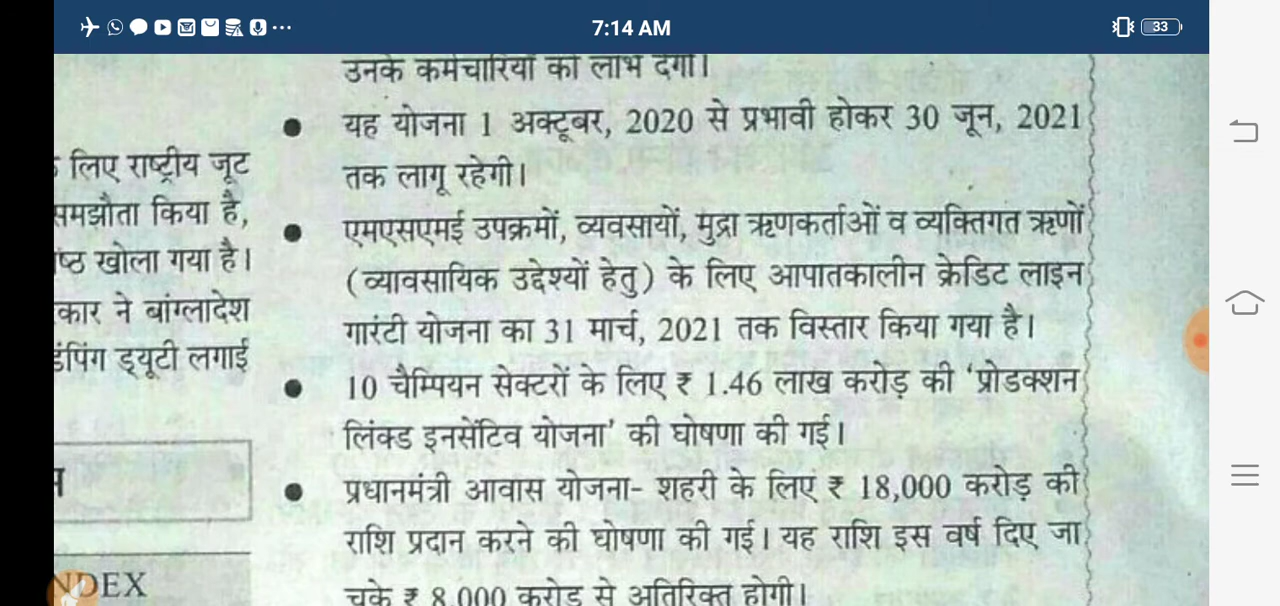 7:14 AM
33
लिए राष्ट्रीय जूट
समझौता किया है,
खोला गया है।
ने बांग्लादेश
ड्यूटी लगाई
INDEX
उनके कर्मचारियों को लाभ देगी।
● यह योजना 1 अक्टूबर, 2020 से प्रभावी होकर 30 जून, 2021
तक लागू रहेगी।
● एमएसएमई उपक्रमों, व्यवसायों, मुद्रा ऋणकर्ताओं व व्यक्तिगत ऋणों
(व्यावसायिक उद्देश्यों हेतु) के लिए आपातकालीन क्रेडिट लाइन
गारंटी योजना का 31 मार्च, 2021 तक विस्तार किया गया है।
● 10 चैम्पियन सेक्टरों के लिए ₹ 1.46 लाख करोड़ की 'प्रोडक्शन
लिंक्ड इनसेंटिव योजना' की घोषणा की गई।
● प्रधानमंत्री आवास योजना- शहरी के लिए ₹ 18,000 करोड़ की
राशि प्रदान करने की घोषणा की गई। यह राशि इस वर्ष दिए जा
चुके ₹ 8,000 करोड़ से अतिरिक्त होगी।